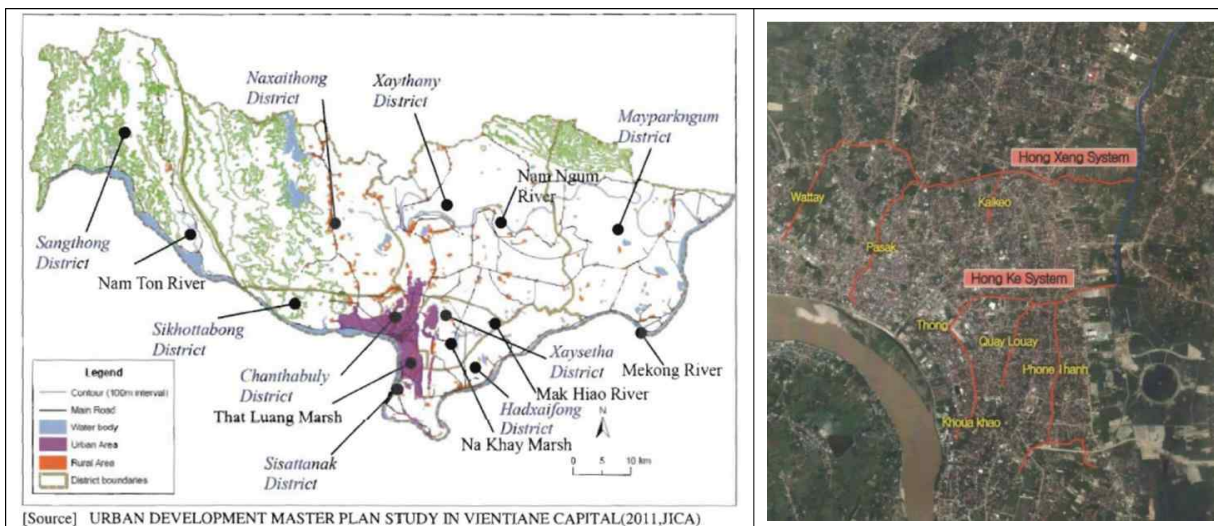 Naxaithong
District
Xaythany
District
Mayparkngum
District
Nam Ngum
River
Sangthong
District
Nam Ton River
Sikhottabong
District
Chanthabuly
District
That Luang Marsh
Sisattanak
District
Xaysetha
District
Mak Hiao River
Hadxaifong
District
Na Khay Marsh
Mekong River
N
0 5 10 km
Legend
Contour (100m interval)
Main Road
Water body
Urban Area
Rural Area
District boundaries
[Source] URBAN DEVELOPMENT MASTER PLAN STUDY IN VIENTIANE CAPITAL(2011,JICA)
Hong Xeng System
Wattay
Kaikeo
Pasak
Hong Ke System
Thong
Quay Louay
Phone Thanh
Khoua khao